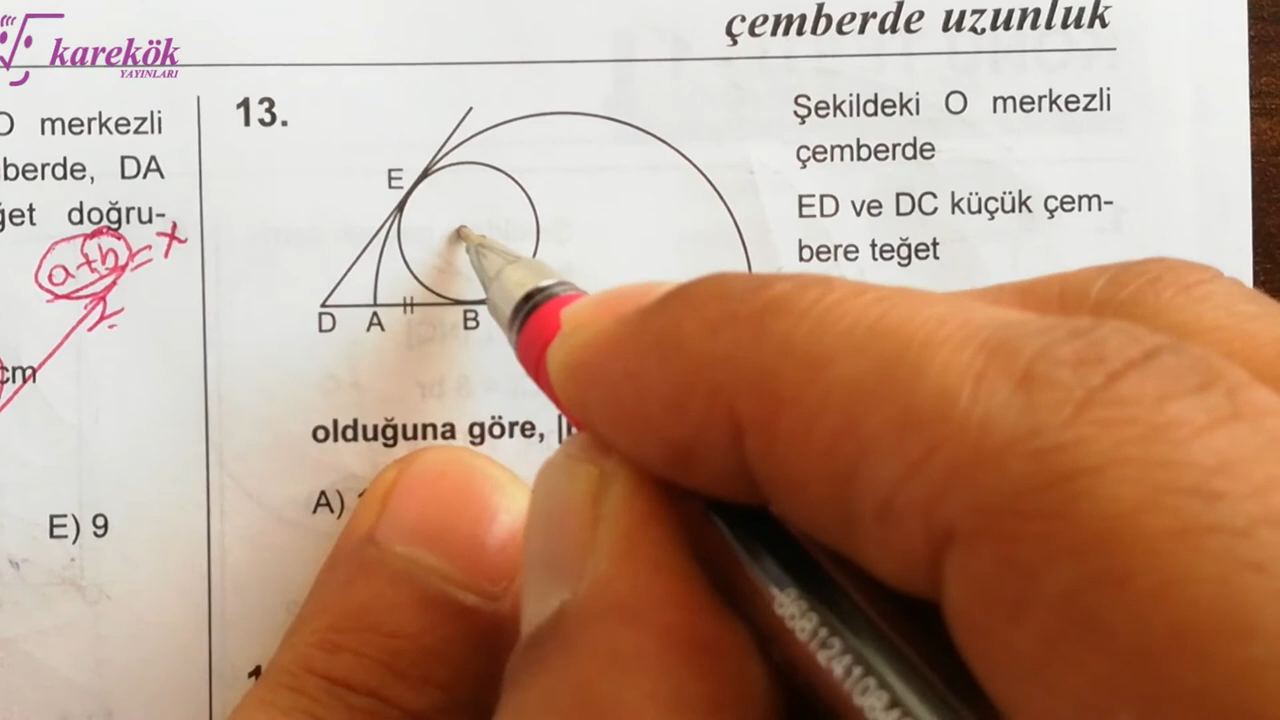 karekök
YAYINLARI
çemberde uzunluk
O merkezli
berde, DA
ğet doğru-
a+b = x
2
cm
E) 9
13.
E
D A B
Şekildeki O merkezli
çemberde
ED ve DC küçük çem-
bere teğet
olduğuna göre,
A)